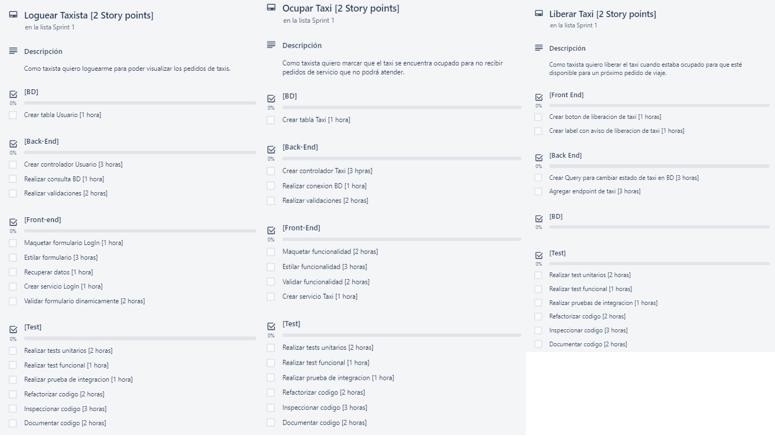 Loguear Taxista [2 Story points]
en la lista Sprint 1
Descripción
Como taxista quiero loguearme para poder visualizar los pedidos de taxis.
[BD]
0%
Crear tabla Usuario [1 hora]
[Back-End]
0%
Crear controlador Usuario [3 horas]
Realizar consulta BD [1 hora]
Realizar validaciones [2 horas]
[Front-end]
0%
Maquetar formulario LogIn [1 hora]
Estilar formulario [3 horas]
Recuperar datos [1 hora]
Crear servicio LogIn [1 hora]
Validar formulario dinamicamente [2 horas]
[Test]
0%
Realizar tests unitarios [2 horas]
Realizar test funcional [1 hora]
Realizar prueba de integracion [1 hora]
Refactorizar codigo [2 horas]
Inspeccionar codigo [3 horas]
Documentar codigo [2 horas]
Ocupar Taxi [2 Story points]
en la lista Sprint 1
Descripción
Como taxista quiero marcar que el taxi se encuentra ocupado para no recibir
pedidos de servicio que no podrá atender.
[BD]
0%
Crear tabla Taxi [1 hora]
[Back-End]
0%
Crear controlador Taxi [3 hpras]
Realizar conexion BD [1 hora]
Realizar validaciones [2 horas]
[Front-End]
0%
Maquetar funcionalidad [2 horas]
Estilar funcionalidad [3 horas]
Validar funcionalidad [2 horas]
Crear servicio Taxi [1 hora]
[Test]
0%
Realizar tests unitarios [2 horas]
Realizar test funcional [1 hora]
Realizar prueba de integracion [1 hora]
Refactorizar codigo [2 horas]
Inspeccionar codigo [3 horas]
Documentar codigo [2 horas]
Liberar Taxi [2 Story points]
en la lista Sprint 1
Descripción
Como taxista quiero liberar el taxi cuando estaba ocupado para que esté
disponible para un próximo pedido de viaje.
[Front End]
0%
Crear boton de liberacion de taxi [1 horas]
Crear label con aviso de liberacion de taxi [1 horas]
[Back End]
0%
Crear Query para cambiar estado de taxi en BD [3 horas]
Agregar endpoint de taxi [3 horas]
[BD]
0%
[Test]
0%
Realizar test unitarios [2 horas]
Realizar test funcional [1 horas]
Realizar pruebas de integracion [1 horas]
Refactorizar codigo [2 horas]
Inspeccionar codigo [3 horas]
Documentar codigo [2 horas]